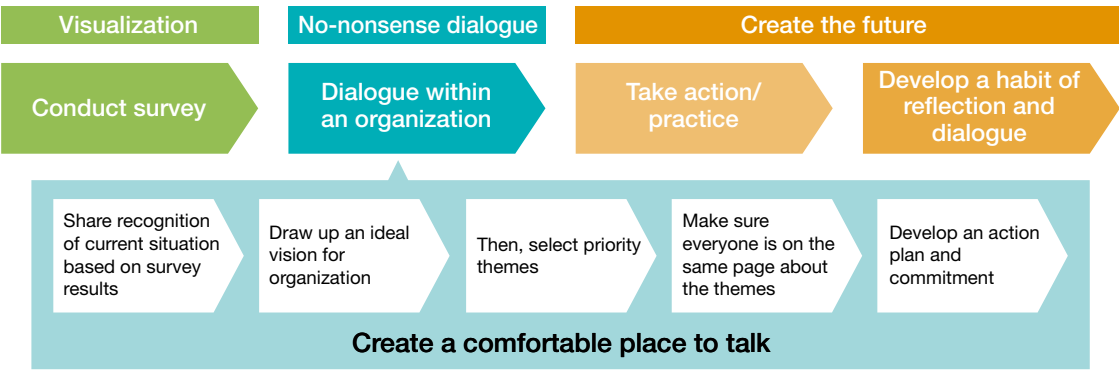 Visualization
No-nonsense dialogue
Create the future
Conduct survey
Dialogue within
an organization
Take action/
practice
Develop a habit of
reflection and
dialogue
Share recognition
of current situation
based on survey
results
Draw up an ideal
vision for
organization
Then, select priority
themes
Make sure
everyone is on the
same page about
the themes
Develop an action
plan and
commitment
Create a comfortable place to talk